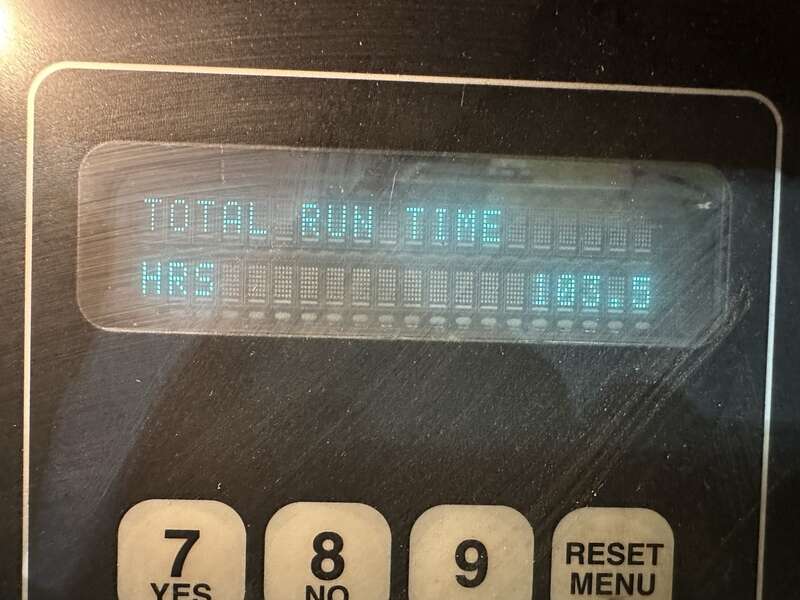 TOTAL RUN TIME
HRS 103.5
7 8 9 RESET
YES NO MENU